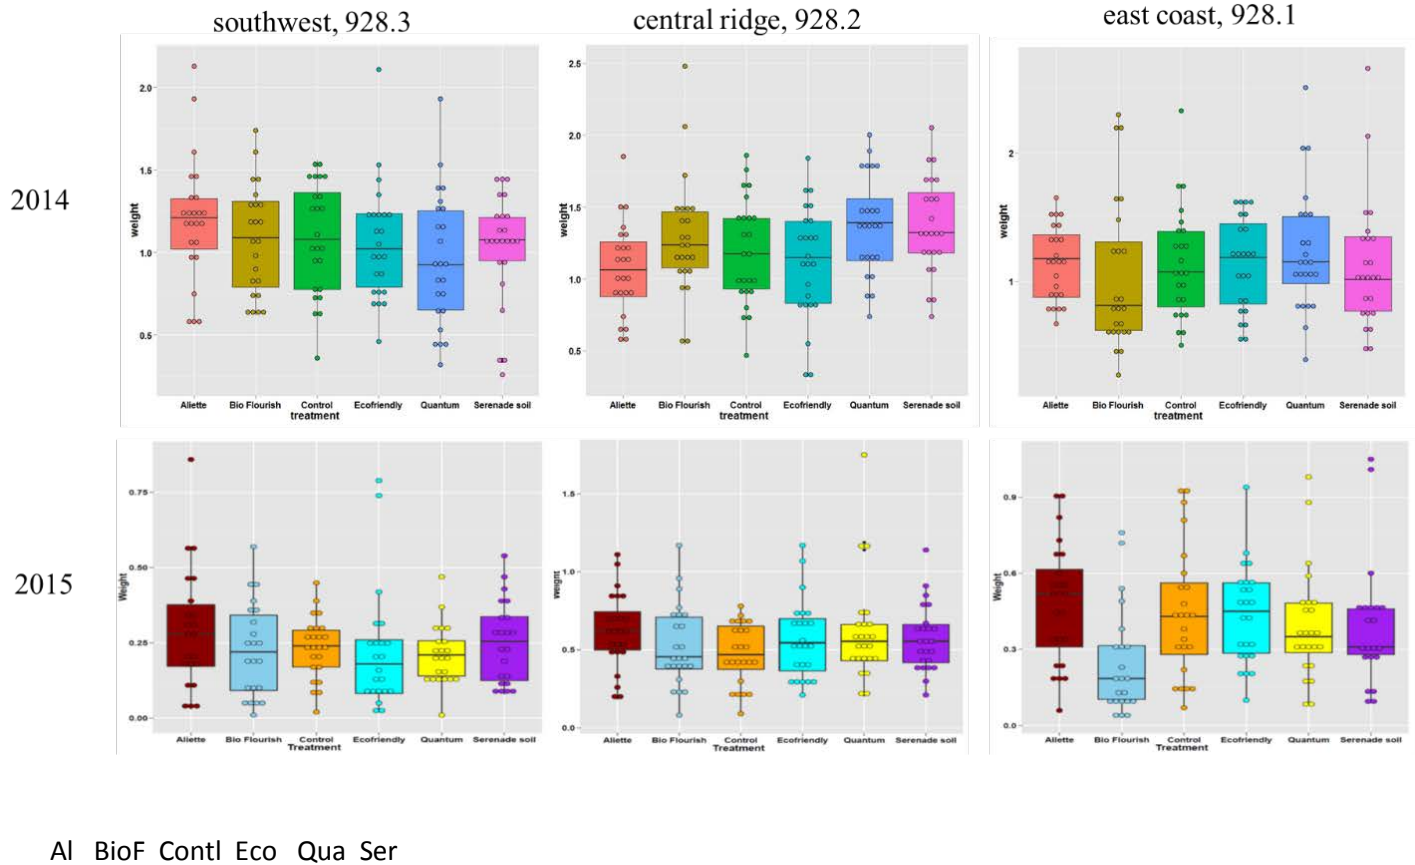 southwest, 928.3 central ridge, 928.2 east coast, 928.1
2014
weight
2.0
1.5
1.0
0.5
Aliette Bio Flourish Control Ecofriendly Quantum Serenade soil
treatment
weight
2.5
2.0
1.5
1.0
0.5
Aliette Bio Flourish Control Ecofriendly Quantum Serenade soil
treatment
weight
2
1
Aliette Bio Flourish Control Ecofriendly Quantum Serenade soil
treatment
2015
Weight
0.75
0.50
0.25
0.00
Aliette Bio Flourish Control Ecofriendly Quantum Serenade soil
Treatment
Weight
1.5
1.0
0.5
0.0
Aliette Bio Flourish Control Ecofriendly Quantum Serenade soil
Treatment
Weight
0.9
0.6
0.3
0.0
Aliette Bio Flourish Control Ecofriendly Quantum Serenade soil
Treatment
Al BioF Contl Eco Qua Ser